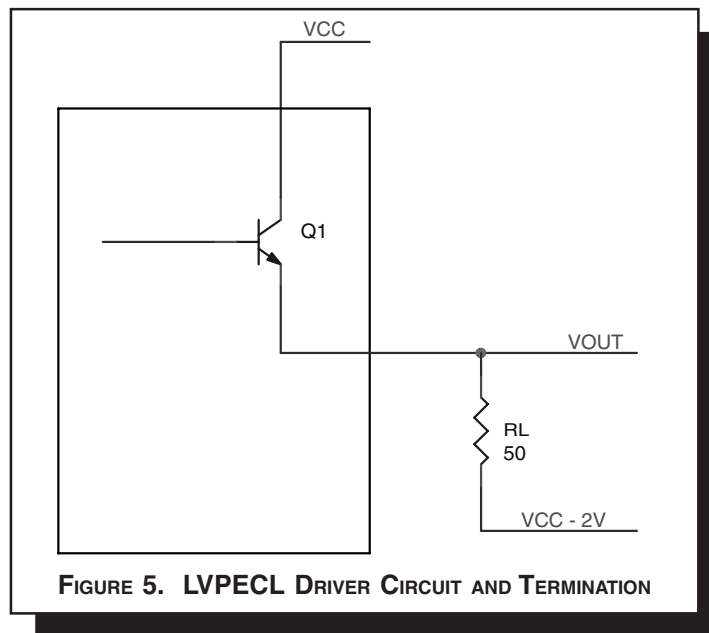 VCC
Q1
VOUT
RL
50
VCC - 2V
FIGURE 5. LVPECL DRIVER CIRCUIT AND TERMINATION